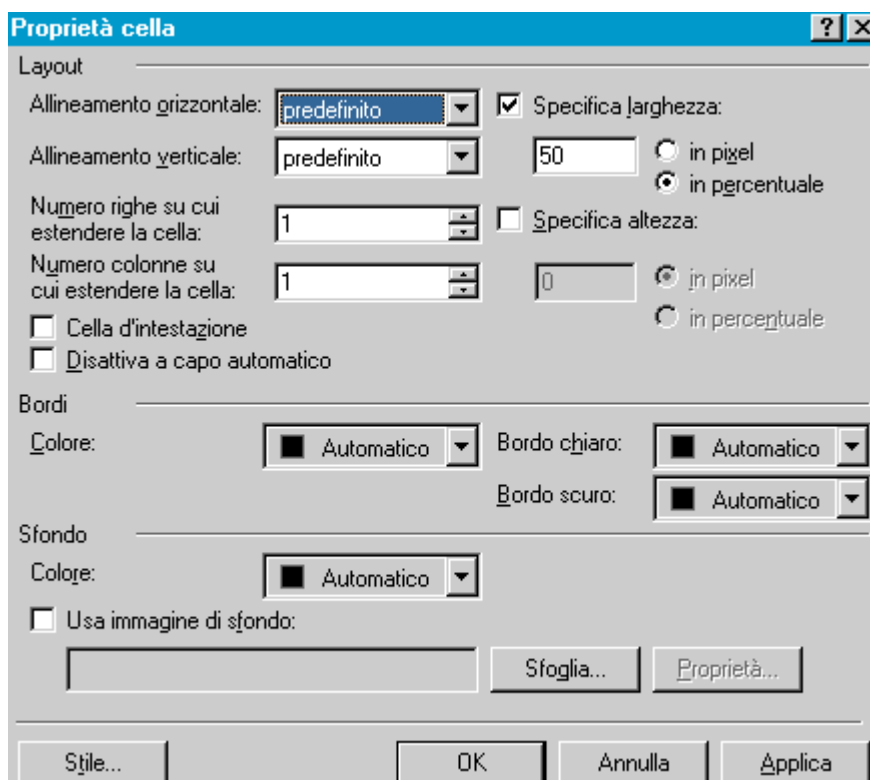 Proprietà cella
Layout
Allineamento orizzontale: predefinito
Specifica larghezza:
Allineamento verticale: predefinito
50
in pixel
in percentuale
Numero righe su cui
estendere la cella: 1
Specifica altezza:
Numero colonne su
cui estendere la cella: 1
0
in pixel
in percentuale
Cella d'intestazione
Disattiva a capo automatico
Bordi
Colore: Automatico
Bordo chiaro: Automatico
Bordo scuro: Automatico
Sfondo
Colore: Automatico
Usa immagine di sfondo:
Sfoglia... Proprietà...
Stile... OK Annulla Applica